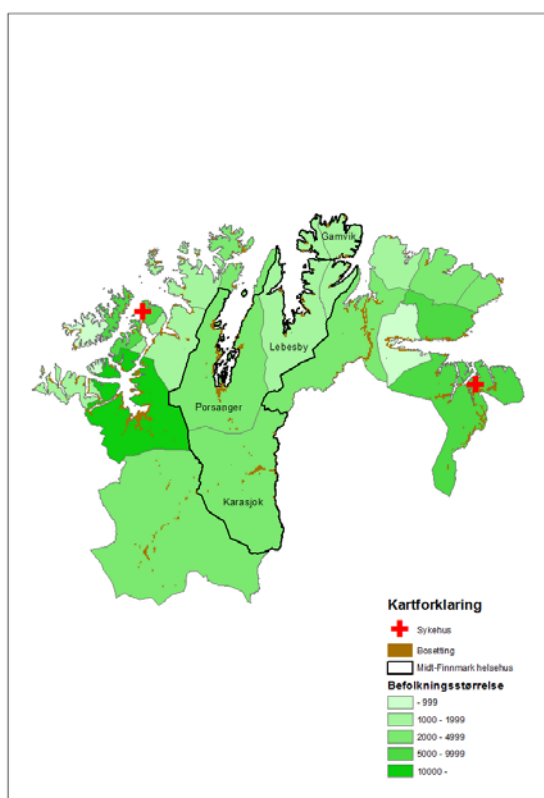 Gamvik
Lebesby
Porsanger
Karasjok
Kartforklaring
Sykehus
Bosetting
Midt-Finnmark helsehus
Befolkningsstørrelse
- 999
1000 - 1999
2000 - 4999
5000 - 9999
10000 -